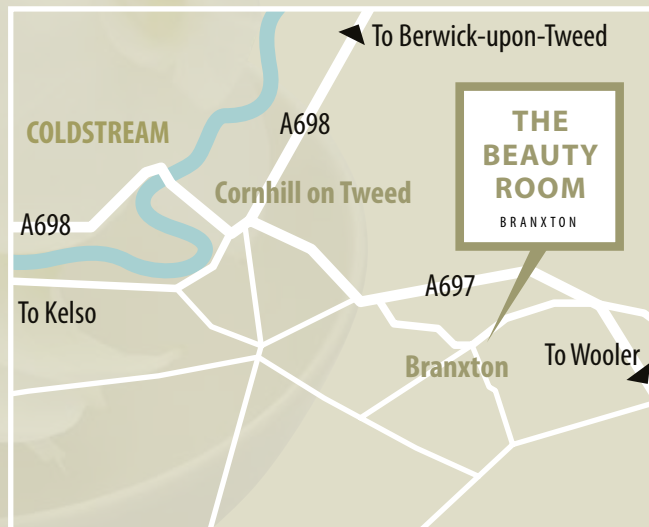 To Berwick-upon-Tweed
COLDSTREAM
A698
THE
BEAUTY
ROOM
BRANXTON
Cornhill on Tweed
A698
A697
To Kelso
Branxton
To Wooler